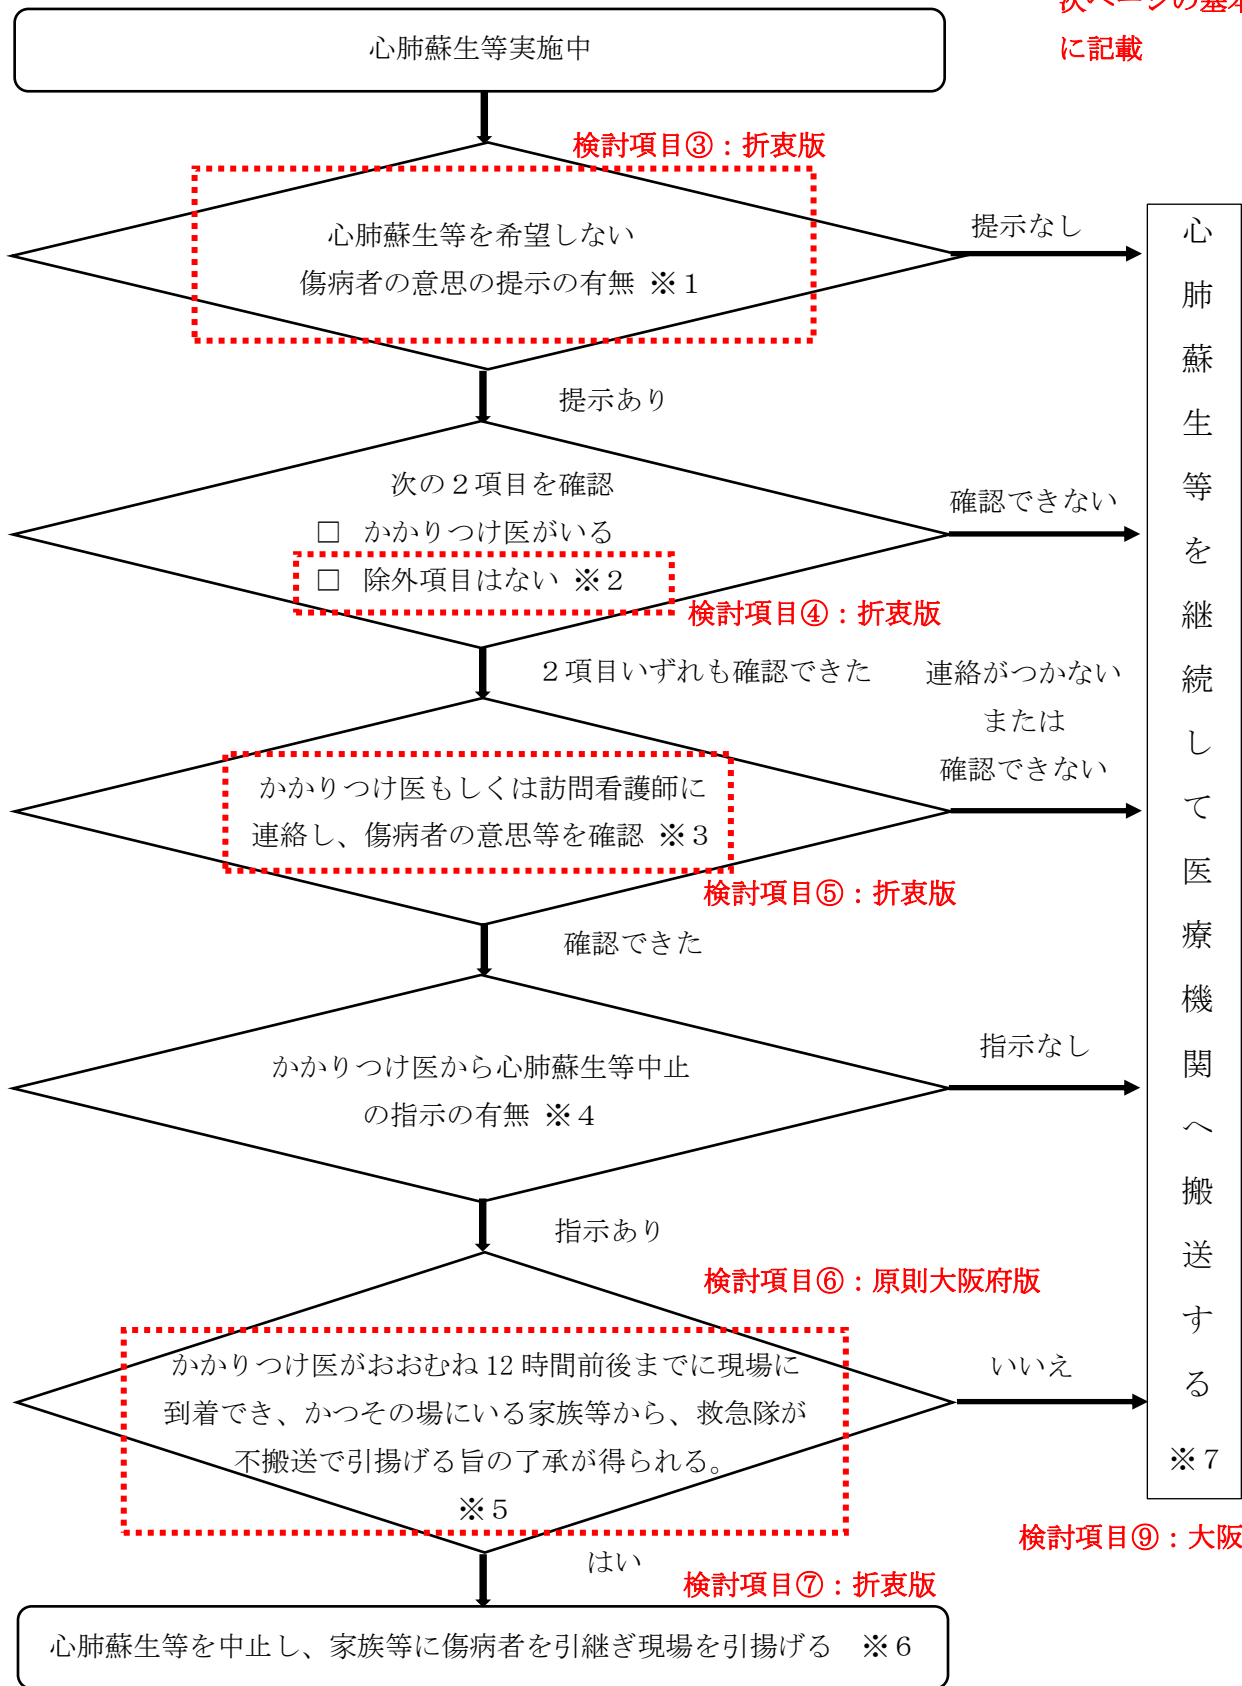 次ページの基本
に記載
心肺蘇生等実施中
検討項目③：折衷版
心肺蘇生等を希望しない
傷病者の意思の提示の有無 ※１
提示なし
提示あり
次の２項目を確認
□ かかりつけ医がいる
□ 除外項目はない ※２
確認できない
検討項目④：折衷版
２項目いずれも確認できた
連絡がつかない
または
確認できない
かかりつけ医もしくは訪問看護師に
連絡し、傷病者の意思等を確認 ※３
検討項目⑤：折衷版
確認できた
かかりつけ医から心肺蘇生等中止
の指示の有無 ※４
指示なし
指示あり
検討項目⑥：原則大阪府版
かかりつけ医がおおむね 12 時間前後までに現場に
到着でき、かつその場にいる家族等から、救急隊が
不搬送で引揚げる旨の了承が得られる。
※５
いいえ
はい
心肺蘇生等を継続して医療機関へ搬送する ※７
検討項目⑨：大阪
検討項目⑦：折衷版
心肺蘇生等を中止し、家族等に傷病者を引継ぎ現場を引揚げる ※６